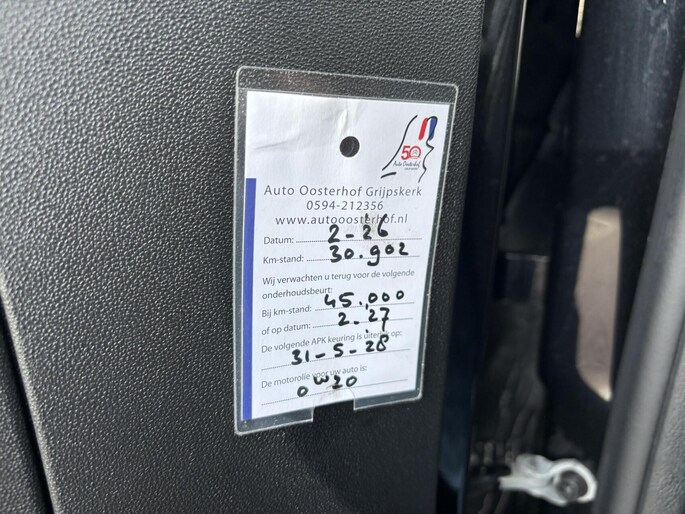 50
Auto Oosterhof
Auto Oosterhof Grijpskerk
0594-212356
www.autooosterhof.nl
Datum: 2-26
Km-stand: 30.902
Wij verwachten u terug voor de volgende
onderhoudsbeurt:
Bij km-stand: 45.000
of op datum: 2.27
De volgende APK keuring is uiterlijk op:
31-5-28
De motorolie voor uw auto is:
0W20